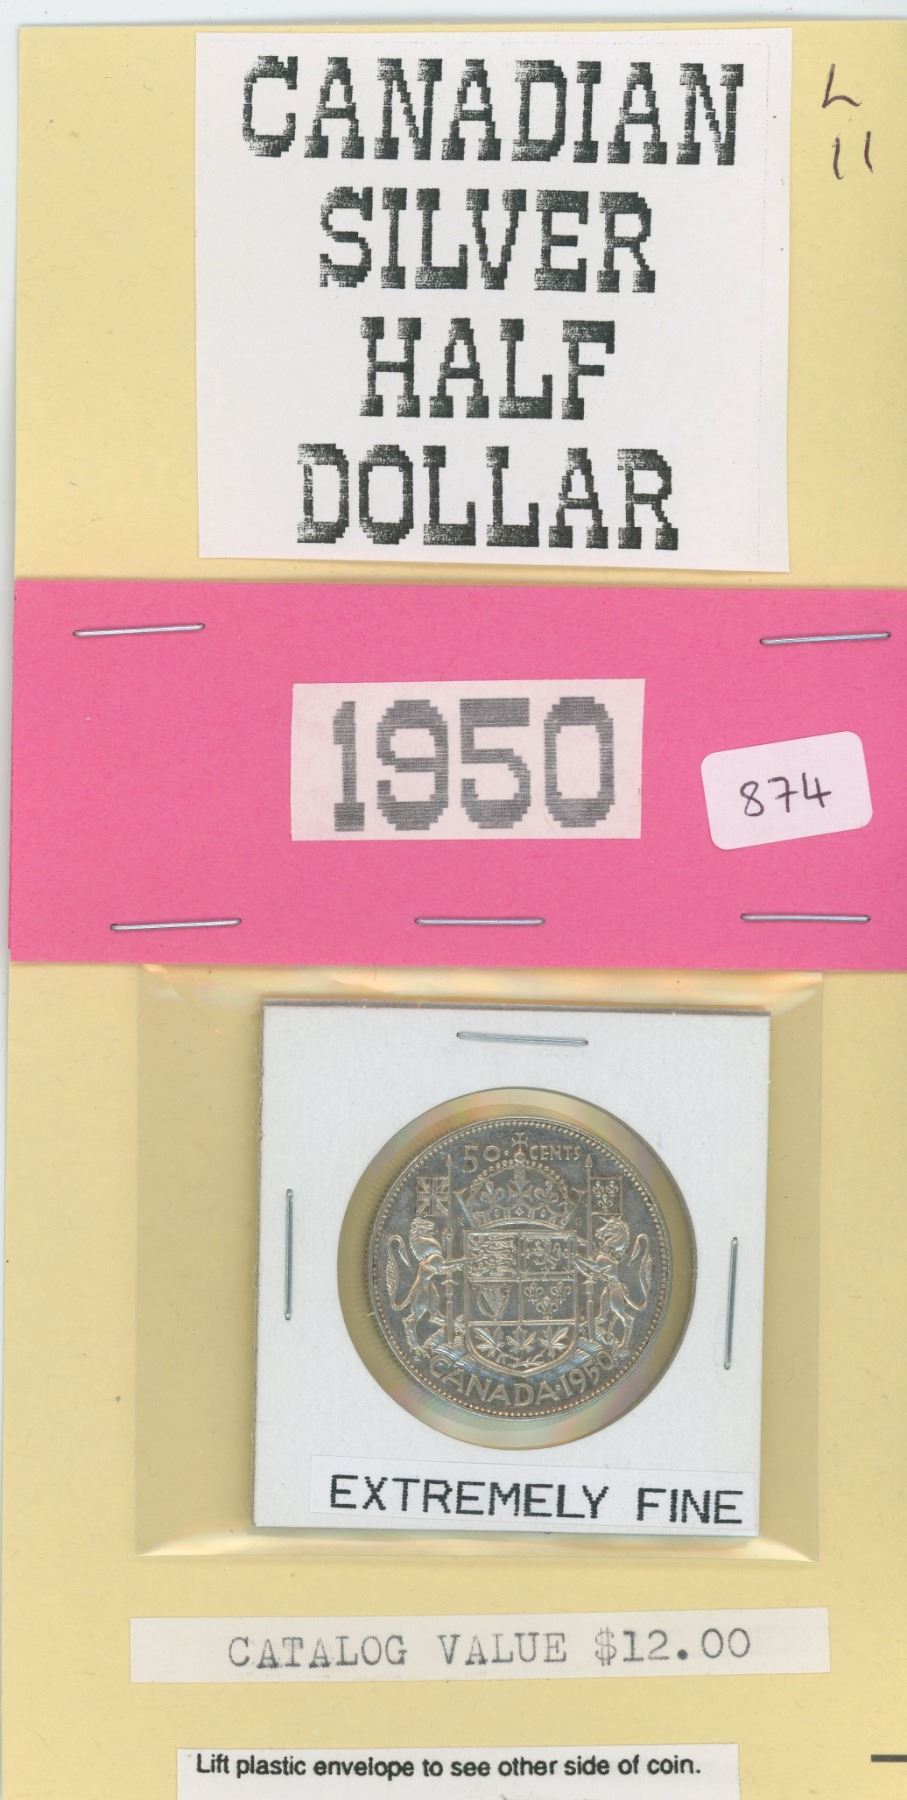 CANADIAN
SILVER
HALF
DOLLAR
L
11
1950
874
50 CENTS
CANADA·1950
EXTREMELY FINE
CATALOG VALUE $12.00
Lift plastic envelope to see other side of coin.